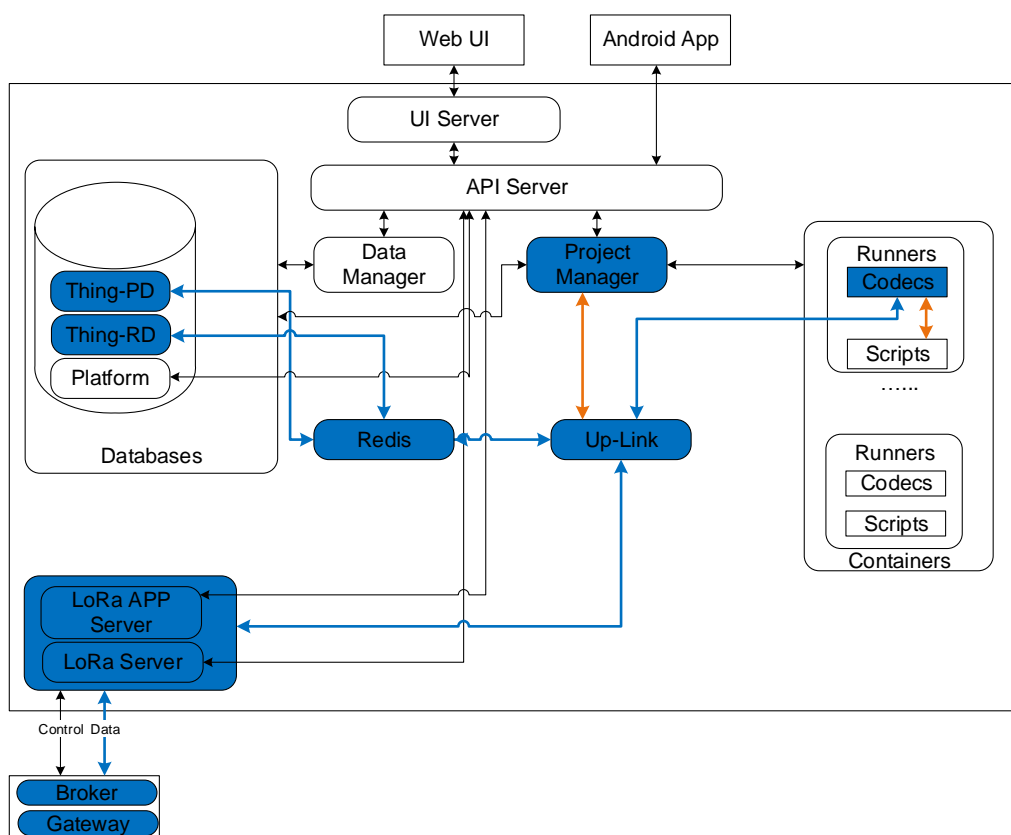 Web UI
Android App
UI Server
API Server
Data
Manager
Project
Manager
Thing-PD
Thing-RD
Platform
Databases
Redis
Up-Link
Runners
Codecs
Scripts
......
Runners
Codecs
Scripts
Containers
LoRa APP
Server
LoRa Server
Control Data
Broker
Gateway